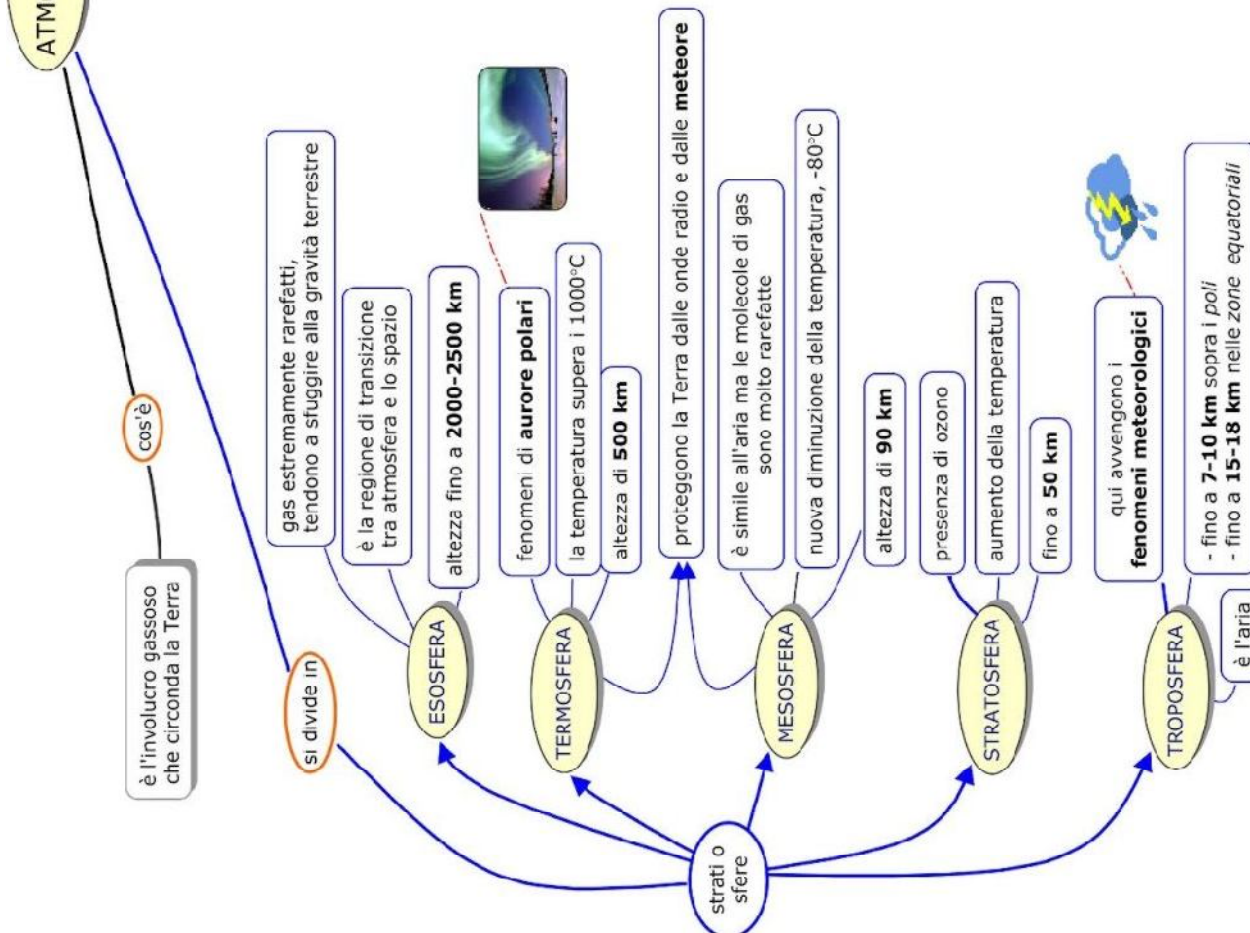 ATM
cos'è
è l'involucro gassoso
che circonda la Terra
si divide in
strati o
sfere
ESOSFERA
gas estremamente rarefatti,
tendono a sfuggire alla gravità terrestre
è la regione di transizione
tra atmosfera e lo spazio
altezza fino a 2000-2500 km
TERMOSFERA
fenomeni di aurore polari
la temperatura supera i 1000°C
altezza di 500 km
proteggono la Terra dalle onde radio e dalle meteore
MESOSFERA
è simile all'aria ma le molecole di gas
sono molto rarefatte
nuova diminuzione della temperatura, -80°C
altezza di 90 km
STRATOSFERA
presenza di ozono
aumento della temperatura
fino a 50 km
TROPOSFERA
qui avvengono i
fenomeni meteorologici
- fino a 7-10 km sopra i poli
- fino a 15-18 km nelle zone equatoriali
è l'aria